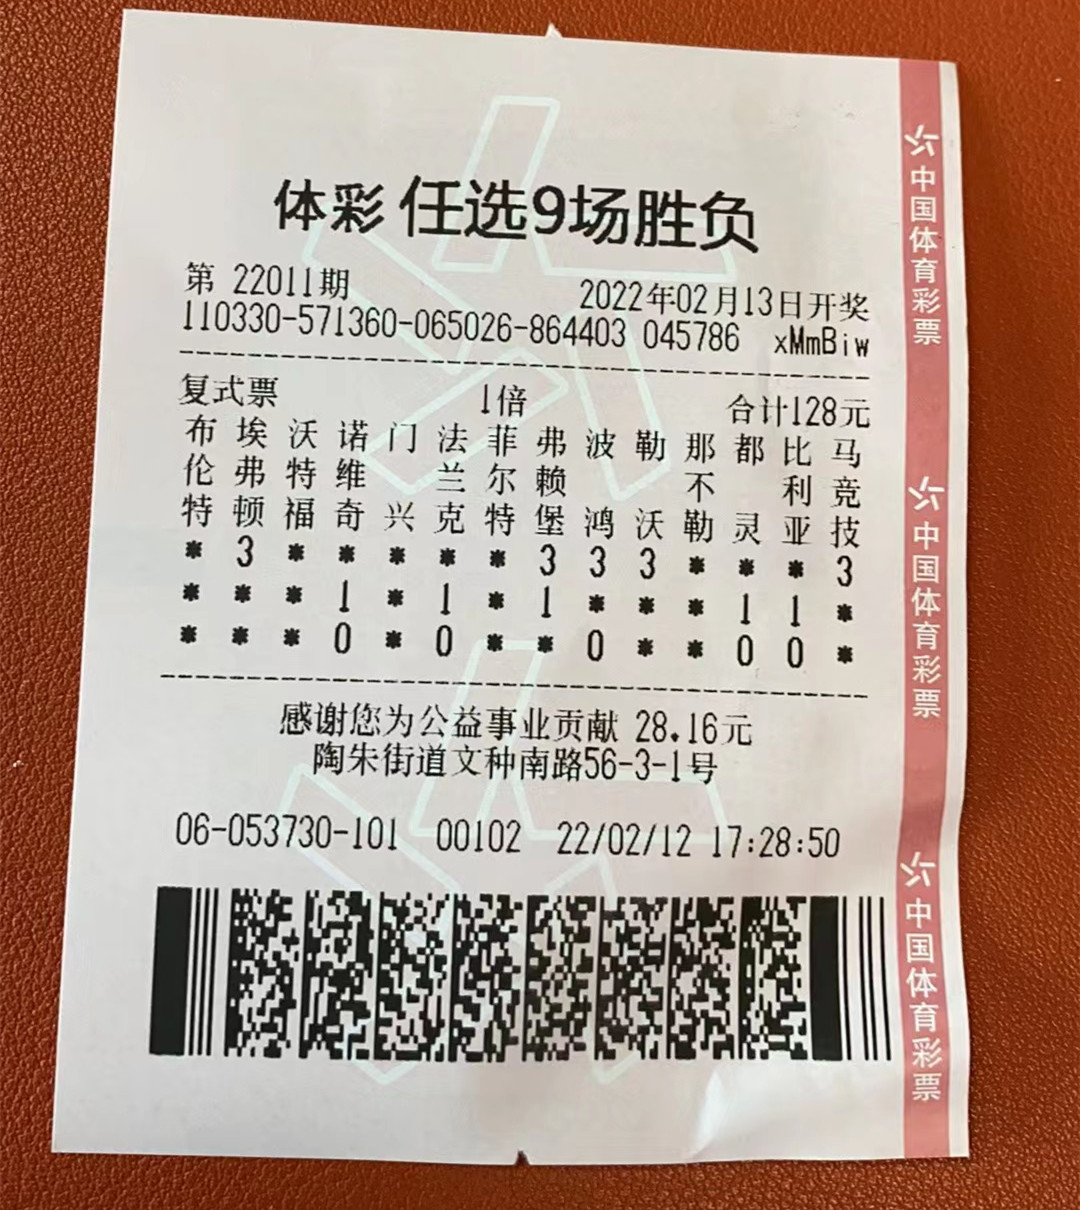 体彩 任选9场胜负
第 22011期 2022年02月13日开奖
110330-571360-065026-864403 045786 xMmBiw
复式票 1倍 合计128元
布 埃 沃 诺 门 法 菲 弗 波 勒 那 都 比 马
伦 弗 特 维 兰 尔 赖 不 利 竞
特 顿 福 奇 兴 克 特 堡 鸿 沃 勒 灵 亚 技
* 3 * * * * * 3 3 3 * * * 3
* * * 1 * 1 * 1 * * * 1 1 *
* * * 0 * 0 * * 0 * * 0 0 *
感谢您为公益事业贡献 28.16元
陶朱街道文种南路56-3-1号
06-053730-101 00102 22/02/12 17:28:50
中国体育彩票
中国体育彩票
中国体育彩票